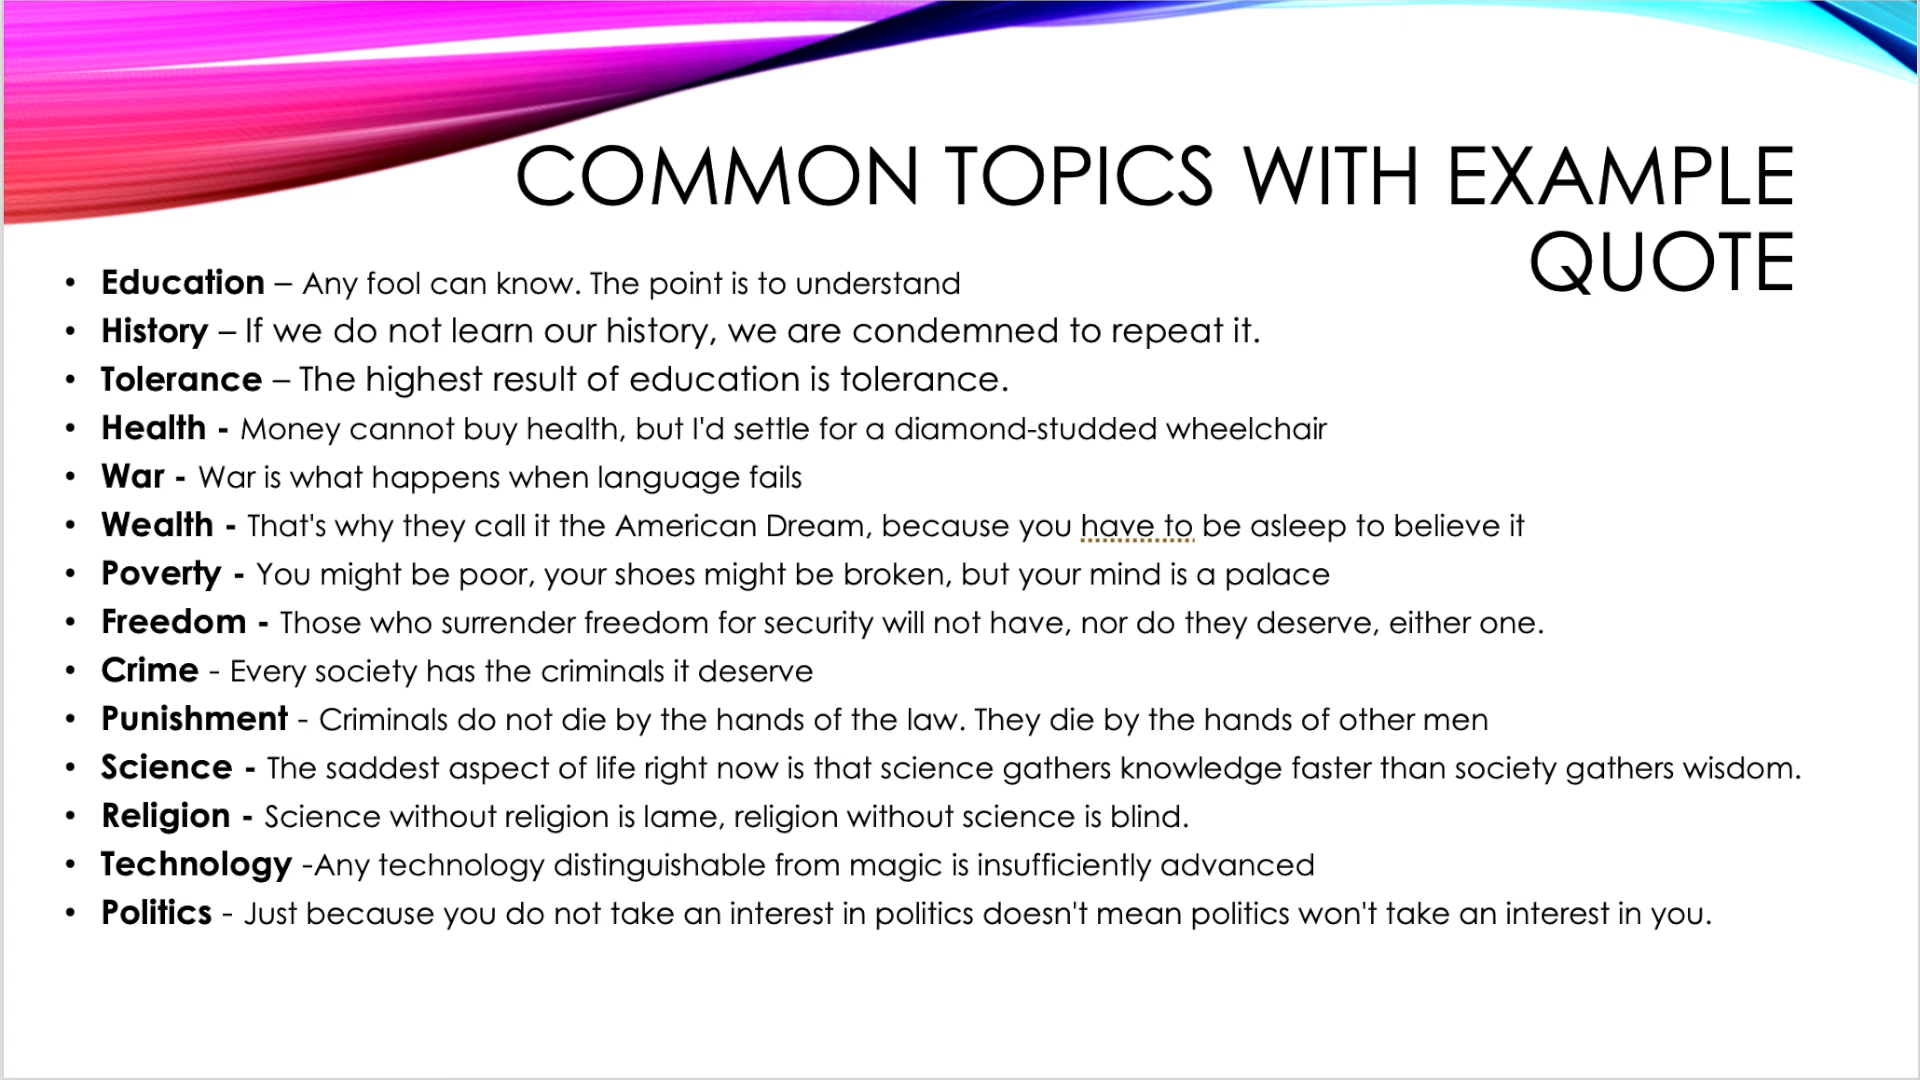 COMMON TOPICS WITH EXAMPLE
QUOTE
• Education – Any fool can know. The point is to understand
• History – If we do not learn our history, we are condemned to repeat it.
• Tolerance – The highest result of education is tolerance.
• Health - Money cannot buy health, but I'd settle for a diamond-studded wheelchair
• War - War is what happens when language fails
• Wealth - That's why they call it the American Dream, because you have to be asleep to believe it
• Poverty - You might be poor, your shoes might be broken, but your mind is a palace
• Freedom - Those who surrender freedom for security will not have, nor do they deserve, either one.
• Crime - Every society has the criminals it deserve
• Punishment - Criminals do not die by the hands of the law. They die by the hands of other men
• Science - The saddest aspect of life right now is that science gathers knowledge faster than society gathers wisdom.
• Religion - Science without religion is lame, religion without science is blind.
• Technology -Any technology distinguishable from magic is insufficiently advanced
• Politics - Just because you do not take an interest in politics doesn't mean politics won't take an interest in you.